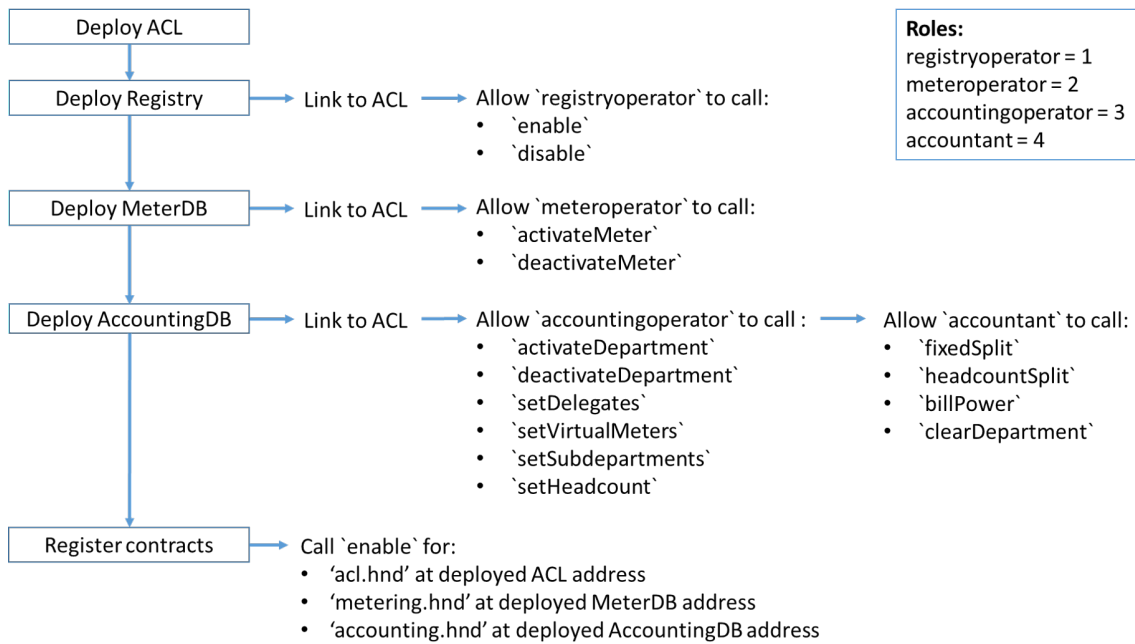 Deploy ACL
Roles:
registryoperator = 1
meteroperator = 2
accountingoperator = 3
accountant = 4
Deploy Registry
Link to ACL
Allow `registryoperator` to call:
• `enable`
• `disable`
Deploy MeterDB
Link to ACL
Allow `meteroperator` to call:
• `activateMeter`
• `deactivateMeter`
Deploy AccountingDB
Link to ACL
Allow `accountingoperator` to call :
• `activateDepartment`
• `deactivateDepartment`
• `setDelegates`
• `setVirtualMeters`
• `setSubdepartments`
• `setHeadcount`
Allow `accountant` to call:
• `fixedSplit`
• `headcountSplit`
• `billPower`
• `clearDepartment`
Register contracts
Call `enable` for:
• ‘acl.hnd’ at deployed ACL address
• ‘metering.hnd’ at deployed MeterDB address
• ‘accounting.hnd’ at deployed AccountingDB address